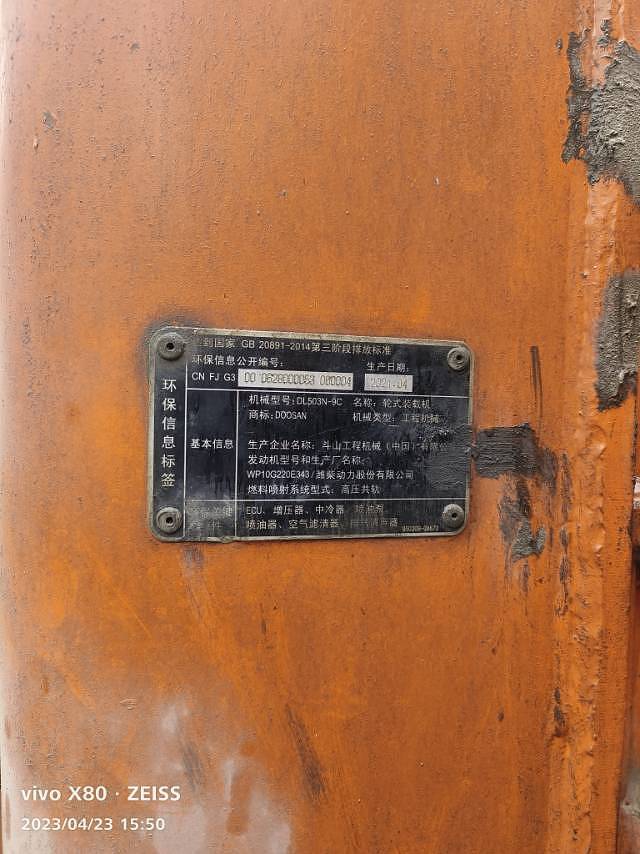 到国家 GB 20891-2014第三阶段排放标准
环保信息公开编号:
生产日期:
CN FJ G3
2021.04
环保信息标签
机械型号:DL503N-9C 名称:轮式装载机
商标:DOOSAN 机械类型:工程机械
基本信息
生产企业名称:斗山工程机械(中国)有限公司
发动机型号和生产厂名称:
WP10G220E343/潍柴动力股份有限公司
燃料喷射系统型式:高压共轨
ECU、增压器、中冷器、喷油泵
喷油器、空气滤清器、
vivo X80 · ZEISS
2023/04/23 15:50